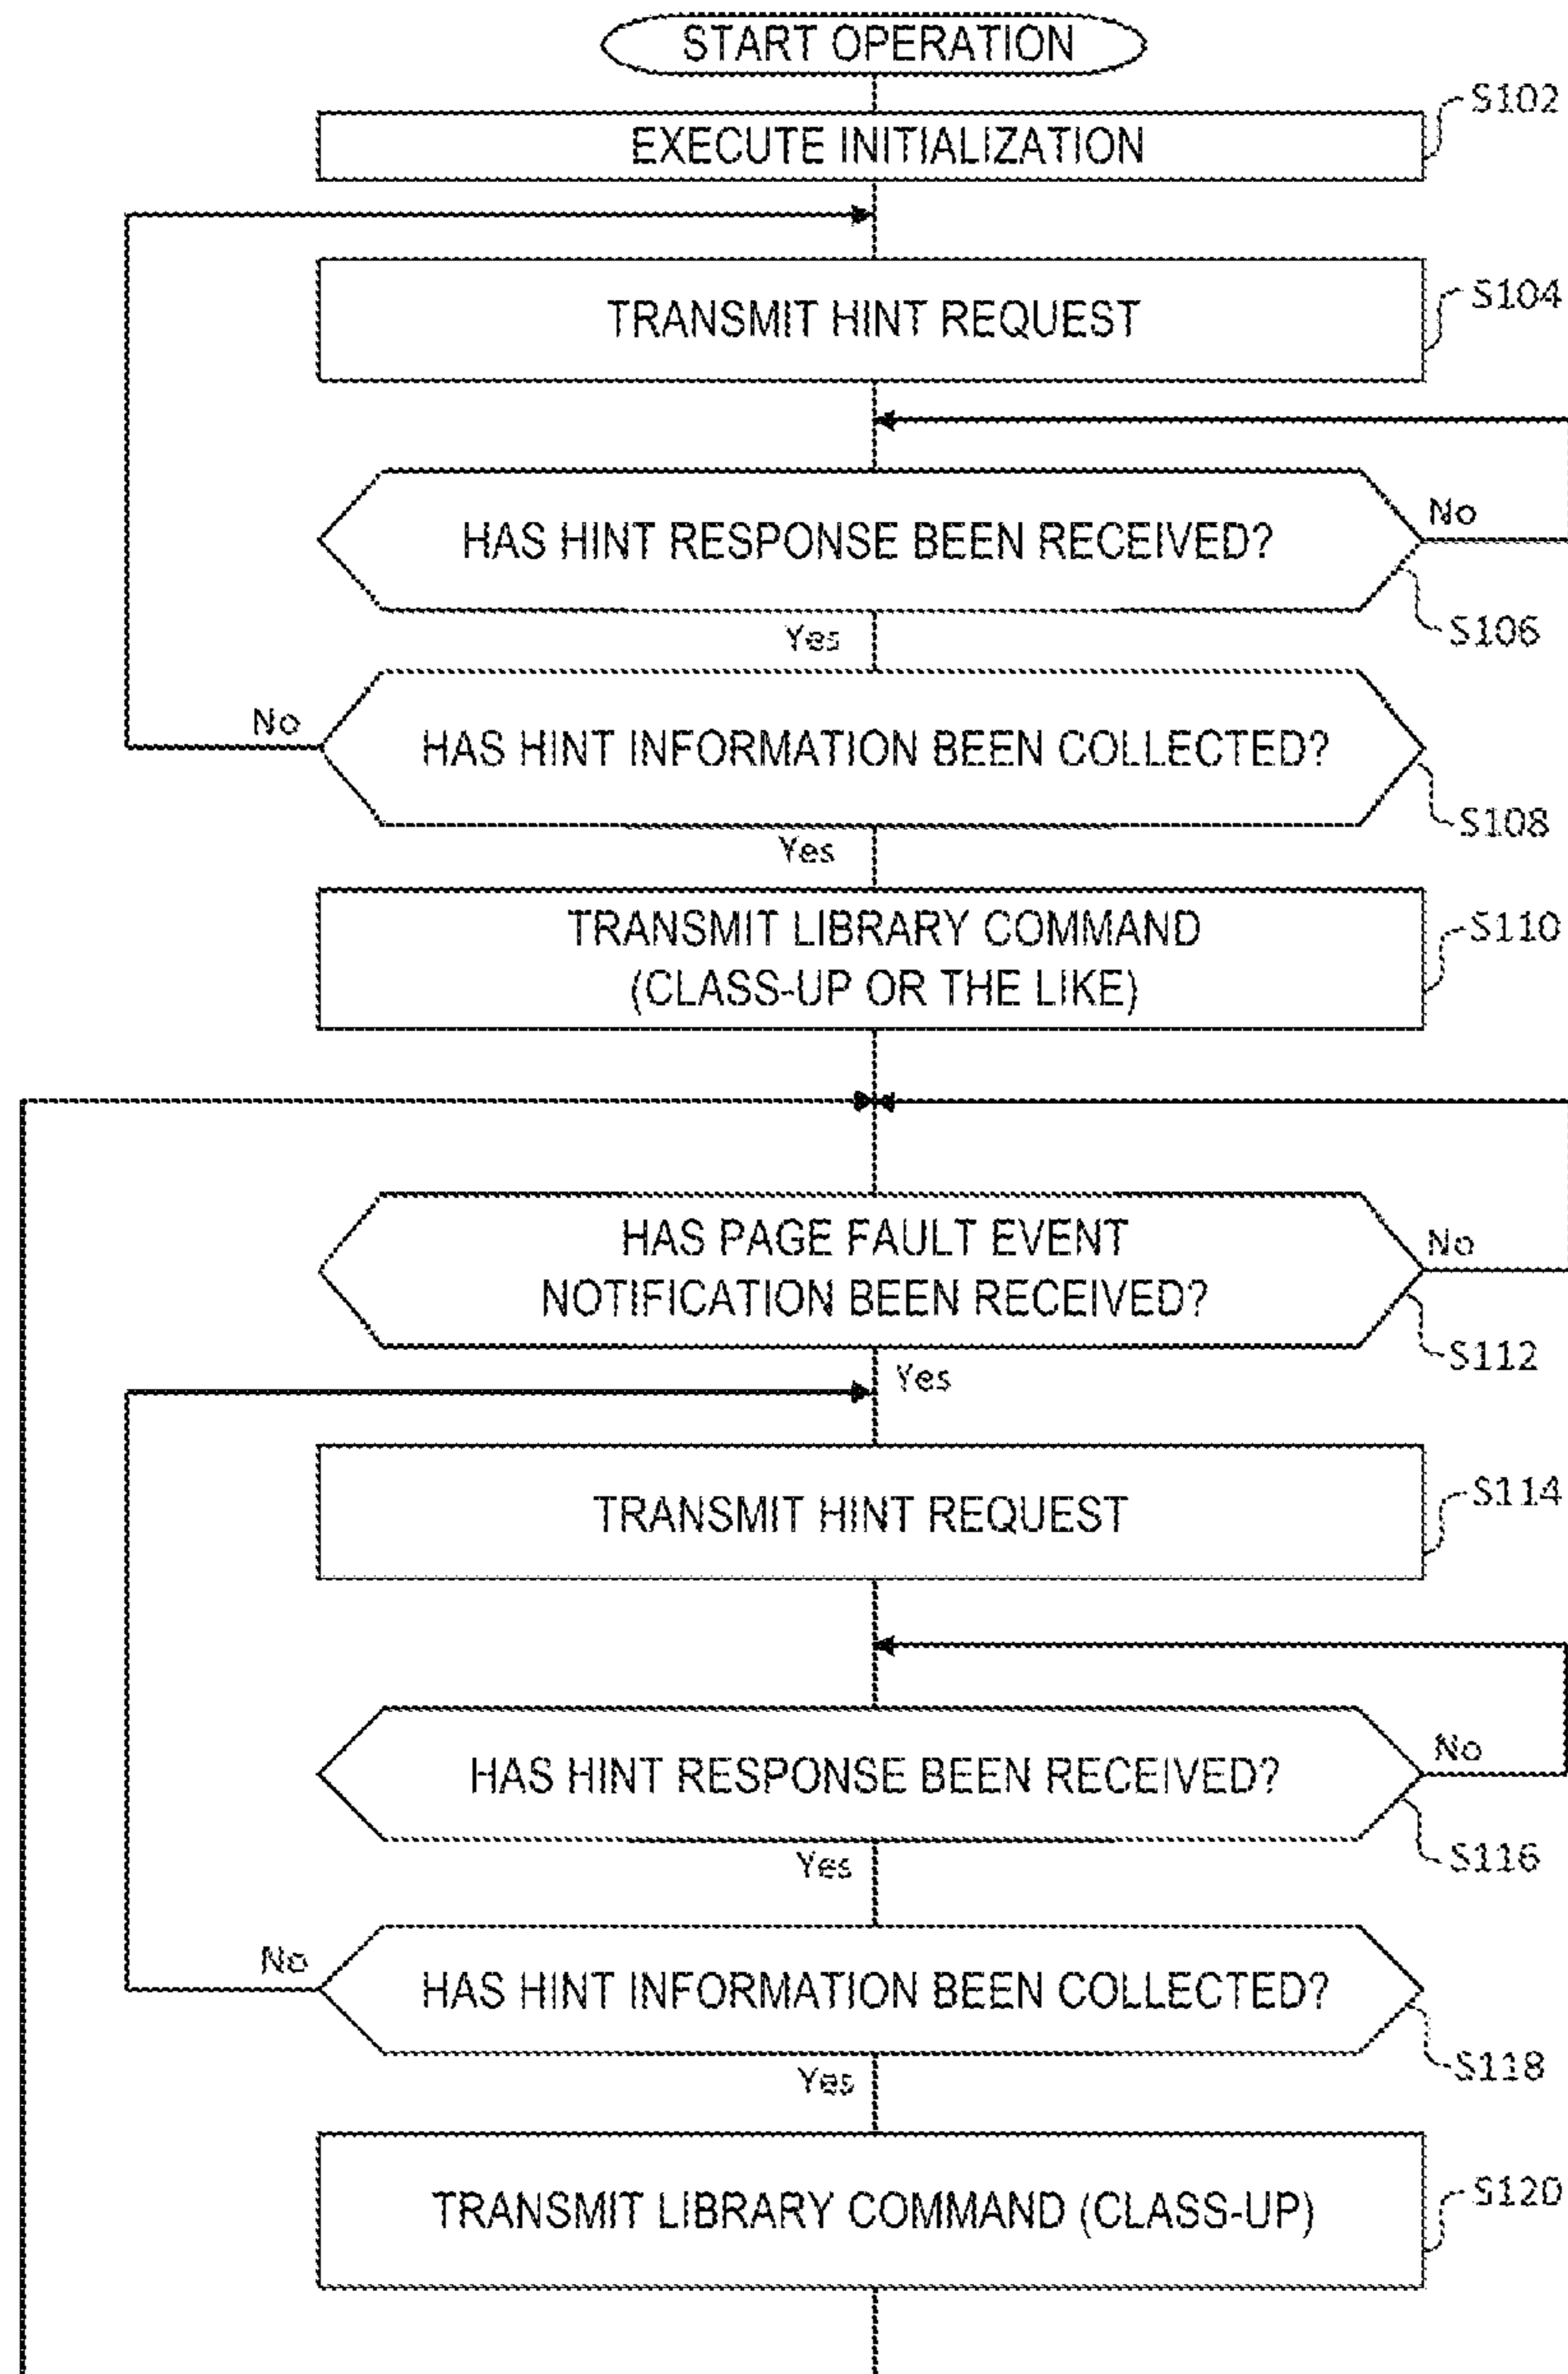 START OPERATION
S102
EXECUTE INITIALIZATION
S104
TRANSMIT HINT REQUEST
No
HAS HINT RESPONSE BEEN RECEIVED?
S106
Yes
No
HAS HINT INFORMATION BEEN COLLECTED?
S108
Yes
TRANSMIT LIBRARY COMMAND
(CLASS-UP OR THE LIKE)
S110
HAS PAGE FAULT EVENT
NOTIFICATION BEEN RECEIVED?
No
S112
Yes
S114
TRANSMIT HINT REQUEST
No
HAS HINT RESPONSE BEEN RECEIVED?
S116
Yes
No
HAS HINT INFORMATION BEEN COLLECTED?
S118
Yes
S120
TRANSMIT LIBRARY COMMAND (CLASS-UP)